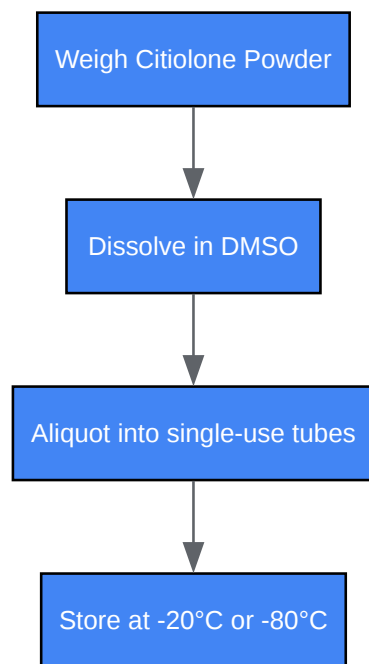 Weigh Citiolone Powder
Dissolve in DMSO
Aliquot into single-use tubes
Store at -20°C or -80°C